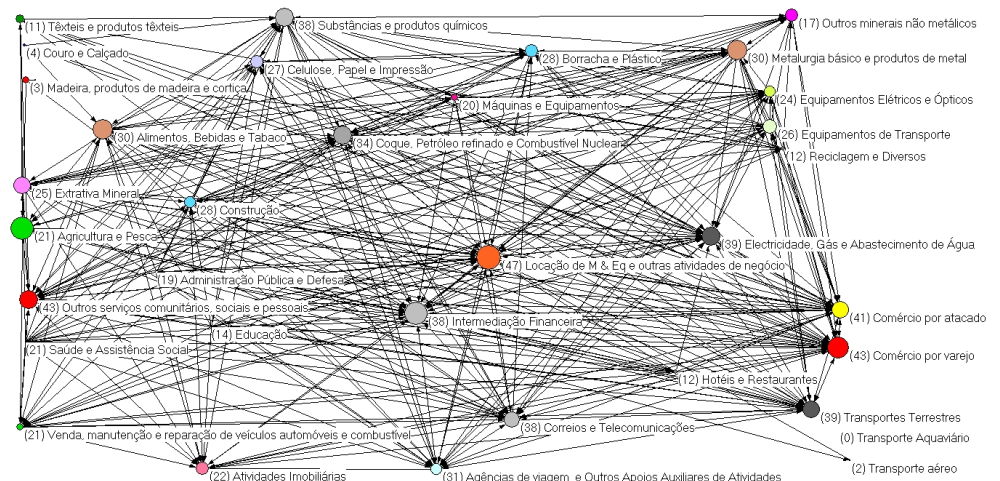 (11) Têxteis e produtos têxteis
(38) Substâncias e produtos químicos
(17) Outros minerais não metálicos
(4) Couro e Calçado
(27) Celulose, Papel e Impressão
(28) Borracha e Plástico
(30) Metalurgia básico e produtos de metal
(3) Madeira, produtos de madeira e cortiça
(20) Máquinas e Equipamentos
(24) Equipamentos Elétricos e Ópticos
(30) Alimentos, Bebidas e Tabaco
(34) Coque, Petróleo refinado e Combustível Nuclear
(26) Equipamentos de Transporte
(12) Reciclagem e Diversos
(25) Extrativa Mineral
(28) Construção
(21) Agricultura e Pesca
(39) Electricidade, Gás e Abastecimento de Água
(19) Administração Pública e Defesa
(47) Locação de M & Eq e outras atividades de negócio
(43) Outros serviços comunitários, sociais e pessoais
(38) Intermediação Financeira
(41) Comércio por atacado
(14) Educação
(21) Saúde e Assistência Social
(43) Comércio por varejo
(12) Hotéis e Restaurantes
(39) Transportes Terrestres
(21) Venda, manutenção e reparação de veículos automóveis e combustível
(38) Correios e Telecomunicações
(0) Transporte Aquaviário
(22) Atividades Imobiliárias
(31) Agências de viagem e Outros Apoios Auxiliares de Atividades
(2) Transporte aéreo